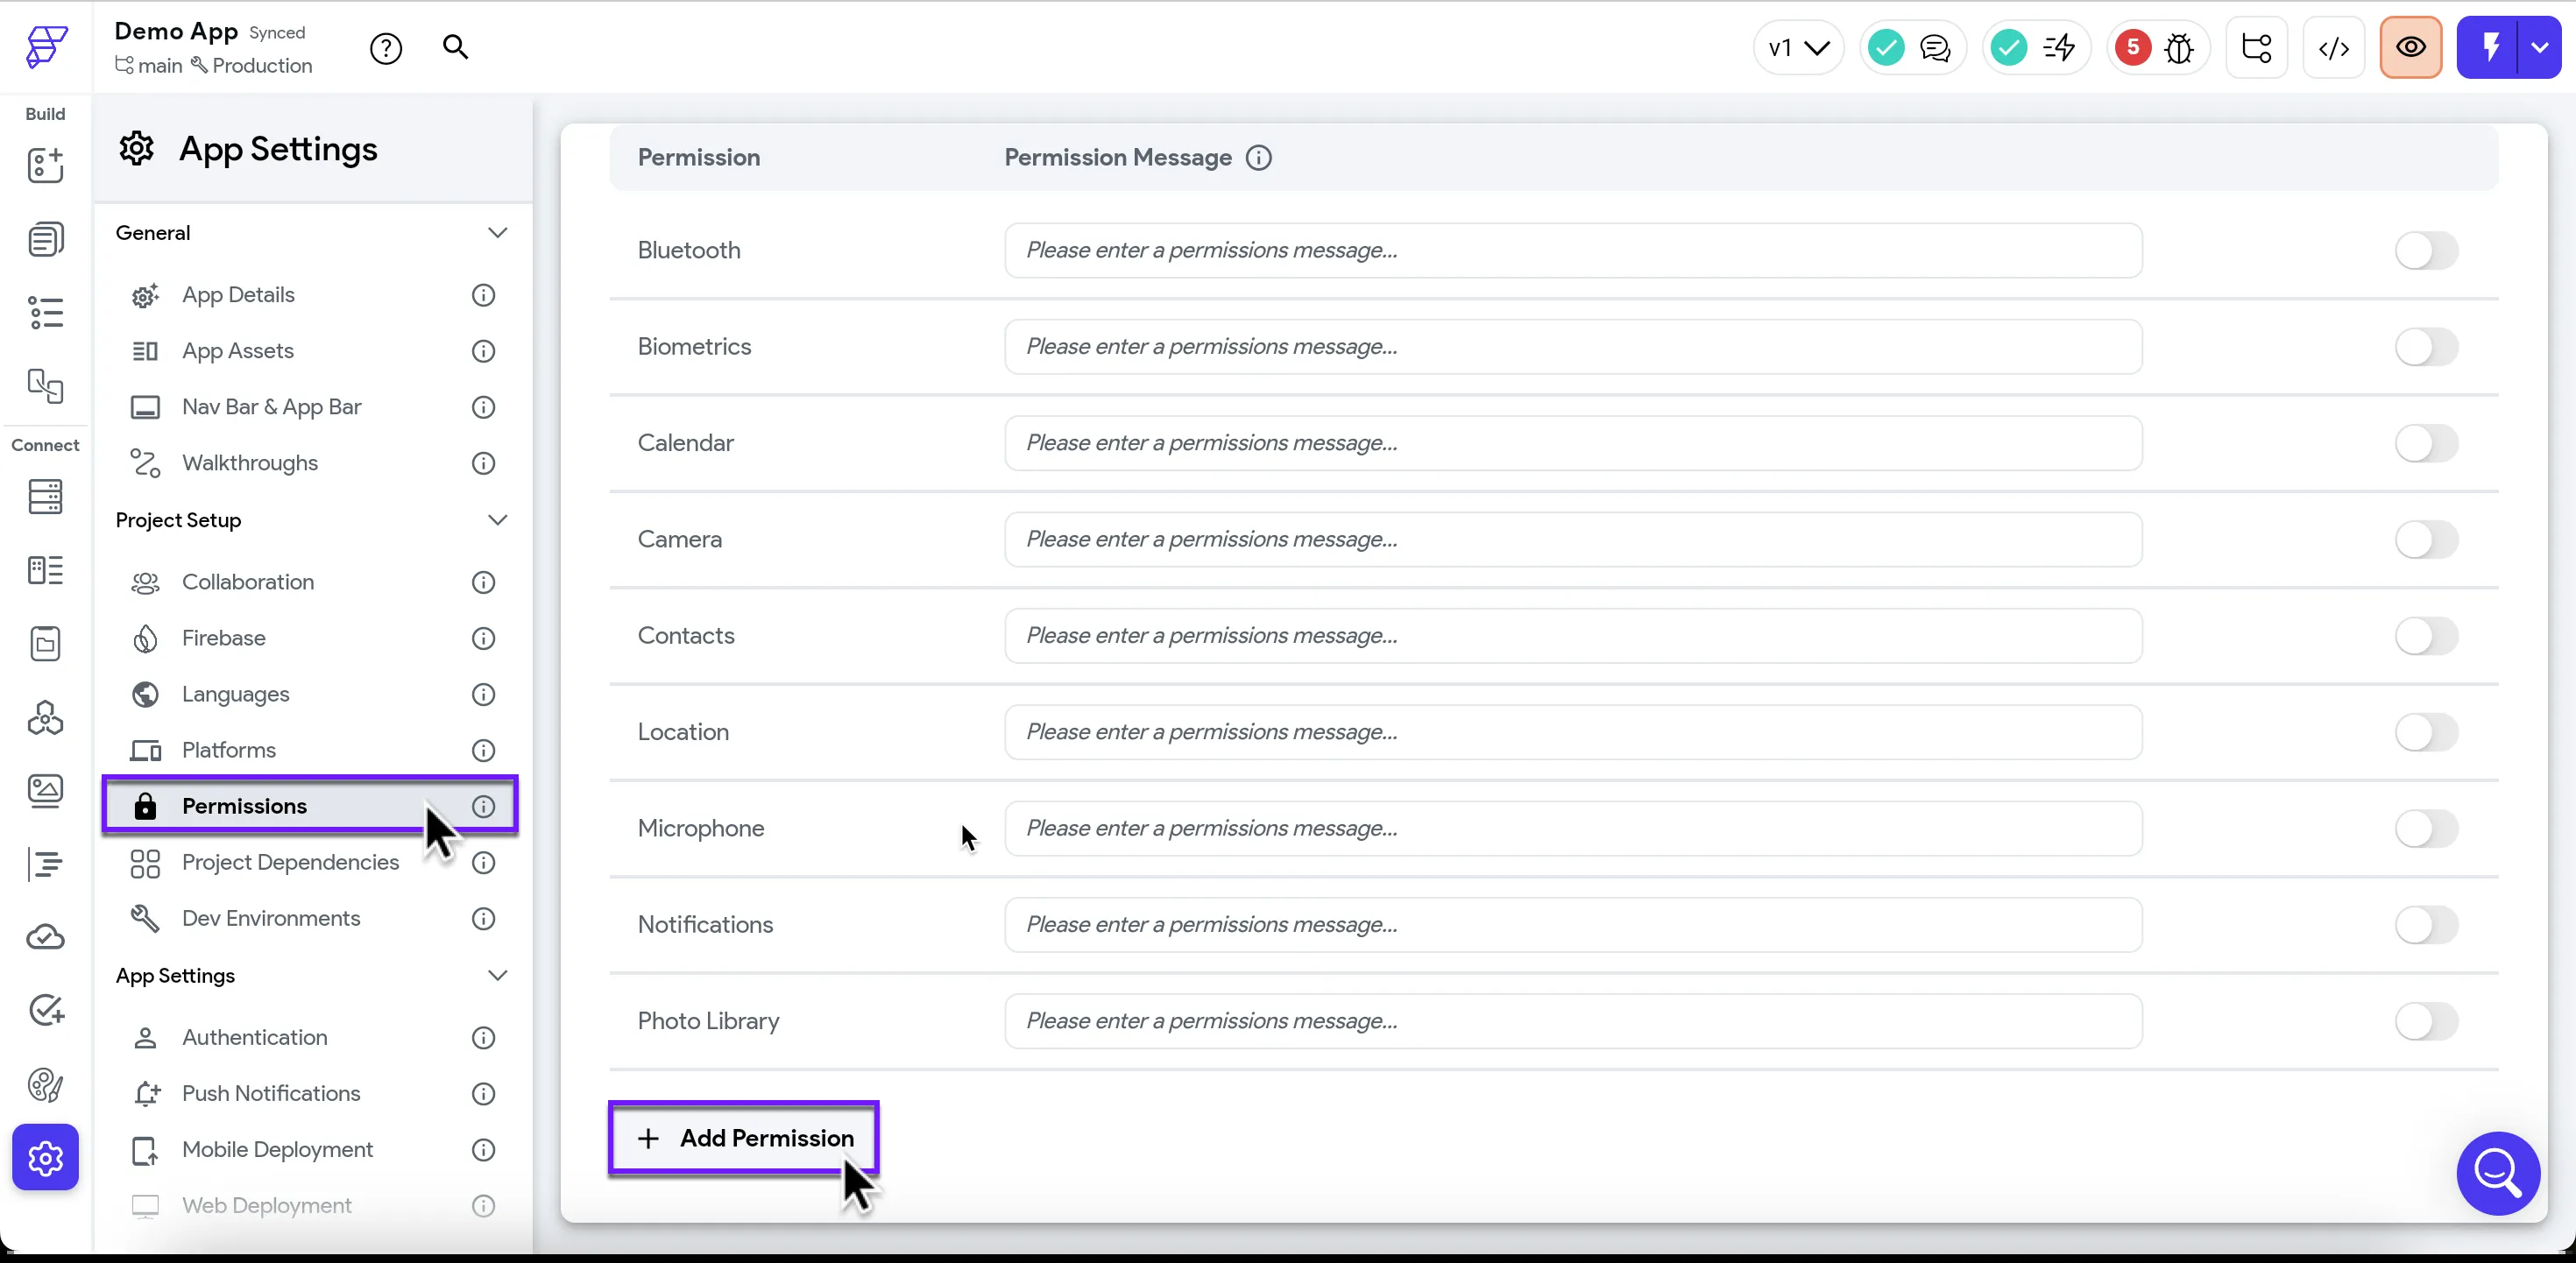 Demo App Synced
main Production
v1
5
Build
Connect
App Settings
General
App Details
App Assets
Nav Bar & App Bar
Walkthroughs
Project Setup
Collaboration
Firebase
Languages
Platforms
Permissions
Project Dependencies
Dev Environments
App Settings
Authentication
Push Notifications
Mobile Deployment
Web Deployment
Permission Permission Message
Bluetooth Please enter a permissions message...
Biometrics Please enter a permissions message...
Calendar Please enter a permissions message...
Camera Please enter a permissions message...
Contacts Please enter a permissions message...
Location Please enter a permissions message...
Microphone Please enter a permissions message...
Notifications Please enter a permissions message...
Photo Library Please enter a permissions message...
+ Add Permission